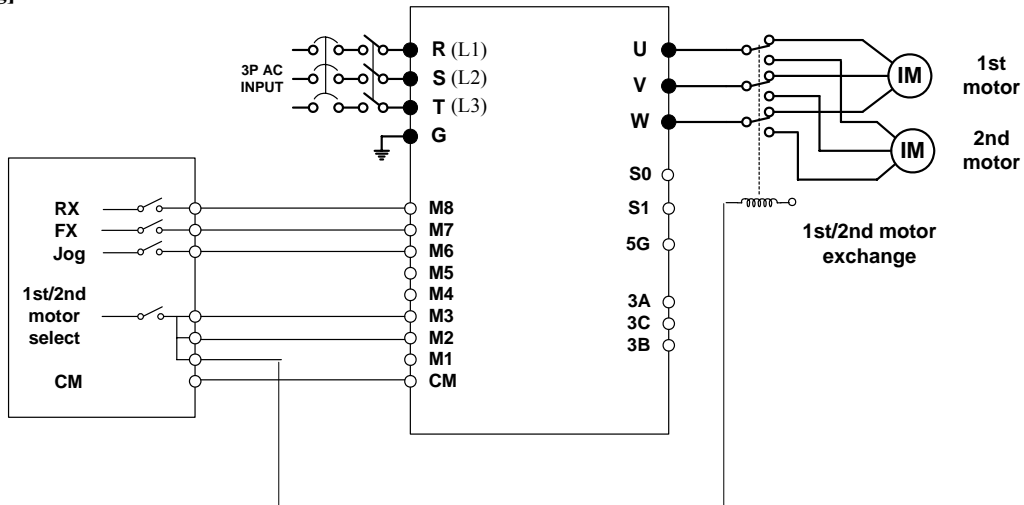 3P AC
INPUT
R (L1)
S (L2)
T (L3)
G
U
V
W
IM
1st
motor
IM
2nd
motor
S0
S1
5G
3A
3C
3B
1st/2nd motor
exchange
RX
FX
Jog
1st/2nd
motor
select
CM
M8
M7
M6
M5
M4
M3
M2
M1
CM